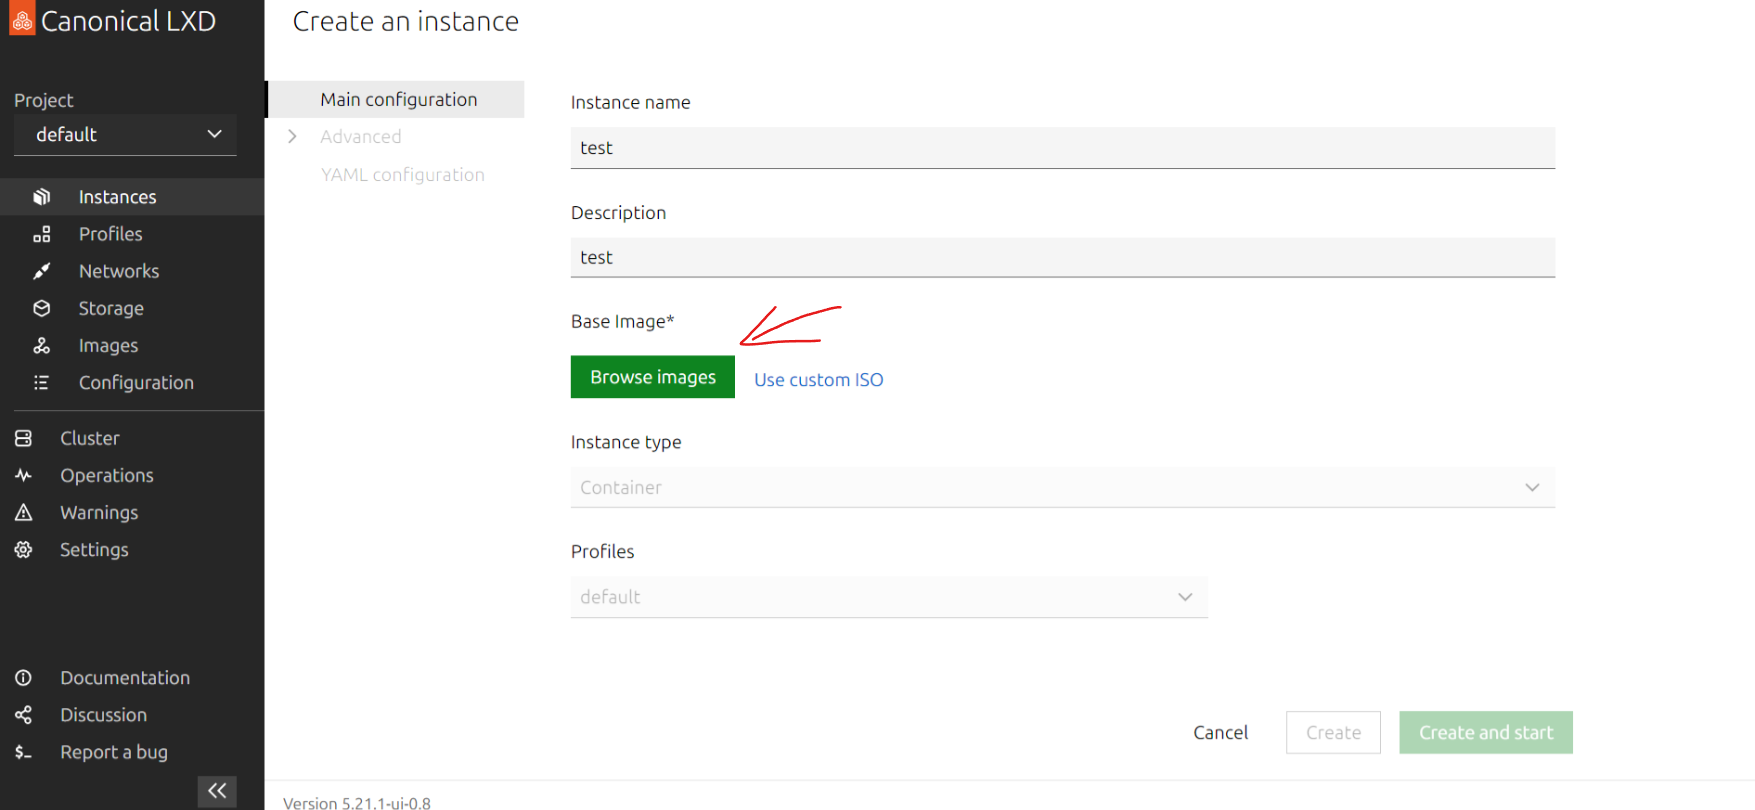 Canonical LXD
Project
default
Instances
Profiles
Networks
Storage
Images
Configuration
Cluster
Operations
Warnings
Settings
Documentation
Discussion
Report a bug
Create an instance
Main configuration
Advanced
YAML configuration
Instance name
test
Description
test
Base Image*
Browse images
Use custom ISO
Instance type
Container
Profiles
default
Cancel
Create
Create and start
Version 5.21.1-ui-0.8